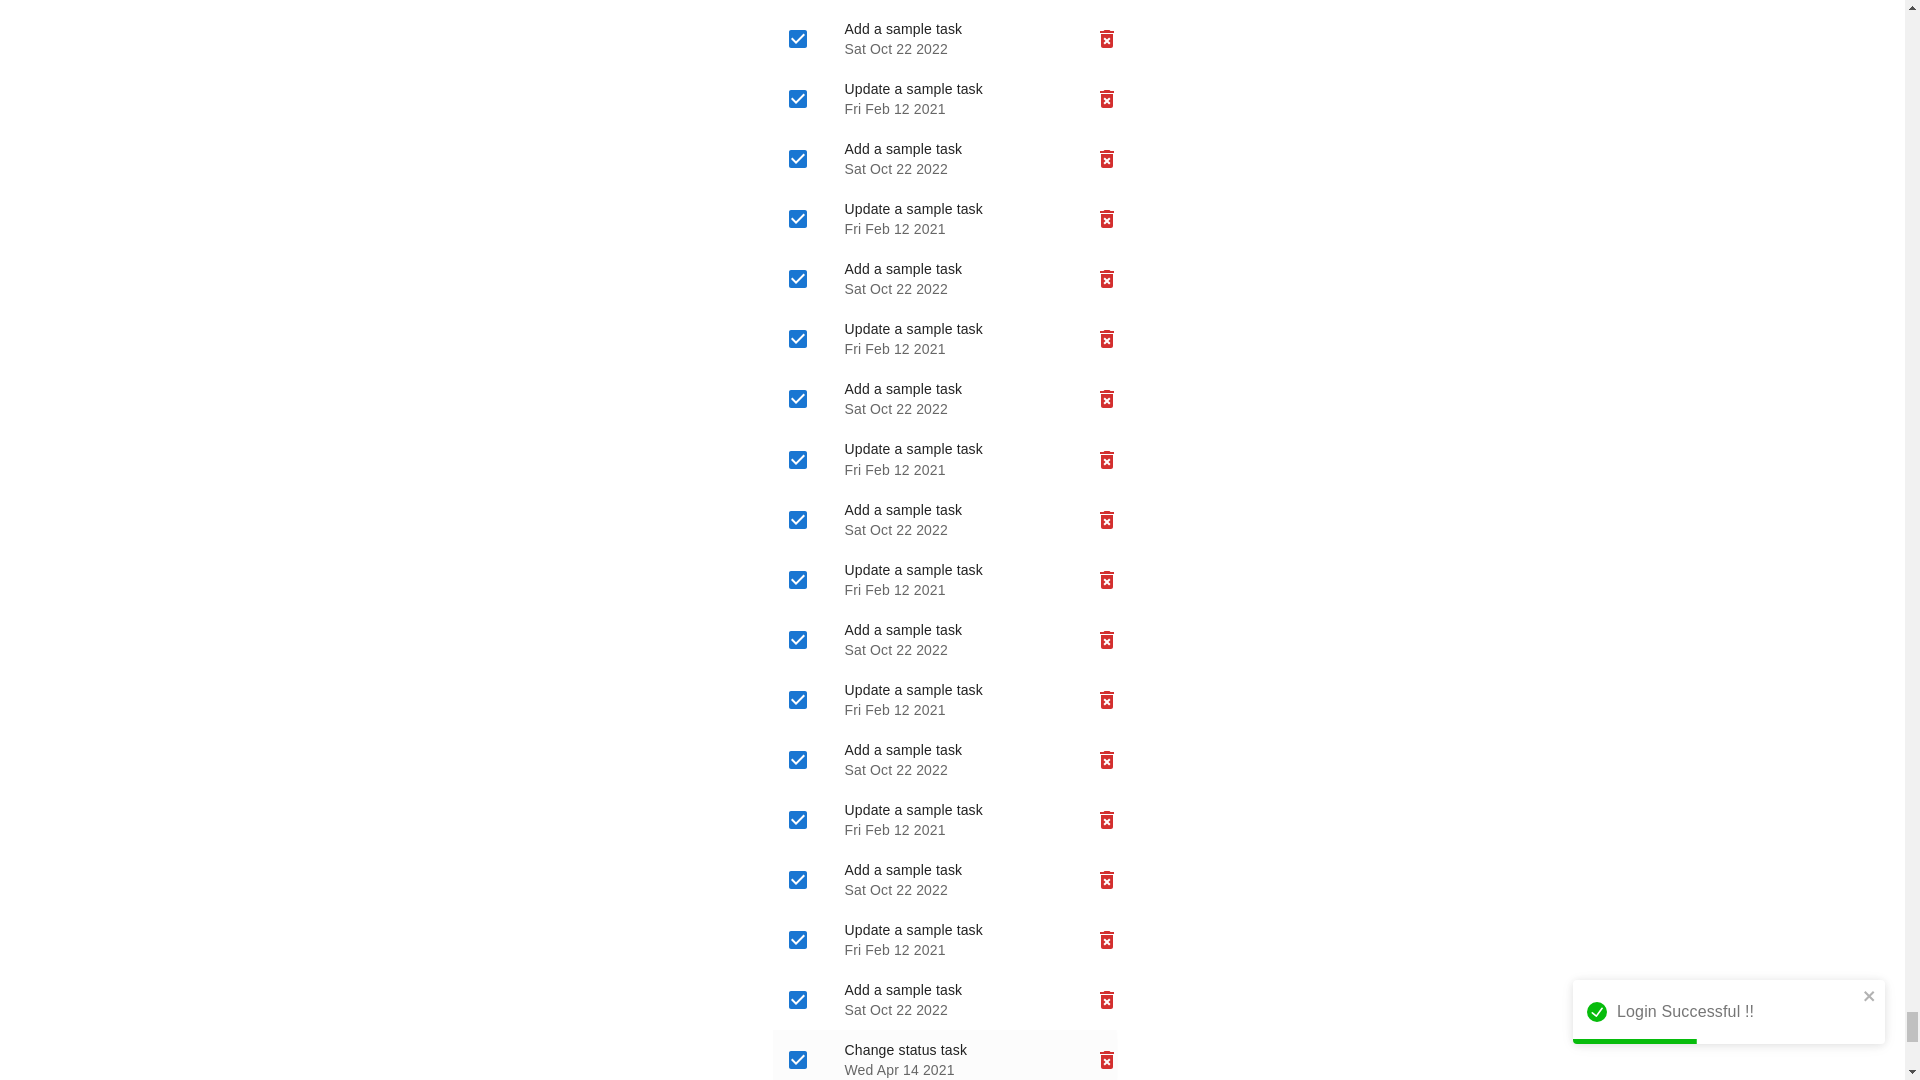 Add a sample task
Sat Oct 22 2022
Update a sample task
Fri Feb 12 2021
Add a sample task
Sat Oct 22 2022
Update a sample task
Fri Feb 12 2021
Add a sample task
Sat Oct 22 2022
Update a sample task
Fri Feb 12 2021
Add a sample task
Sat Oct 22 2022
Update a sample task
Fri Feb 12 2021
Add a sample task
Sat Oct 22 2022
Update a sample task
Fri Feb 12 2021
Add a sample task
Sat Oct 22 2022
Update a sample task
Fri Feb 12 2021
Add a sample task
Sat Oct 22 2022
Update a sample task
Fri Feb 12 2021
Add a sample task
Sat Oct 22 2022
Update a sample task
Fri Feb 12 2021
Add a sample task
Sat Oct 22 2022
Change status task
Wed Apr 14 2021
Login Successful !!